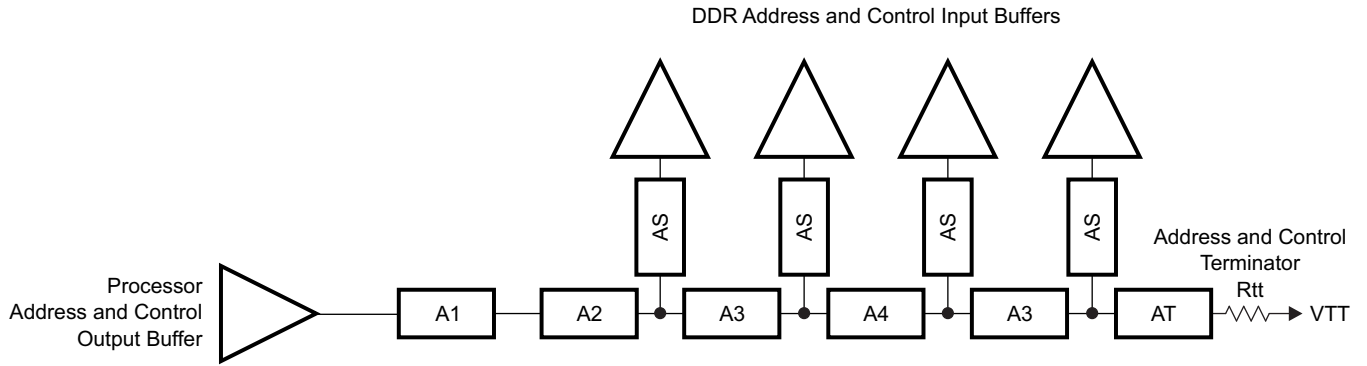 DDR Address and Control Input Buffers
AS
AS
AS
AS
Address and Control
Terminator
Rtt
Processor
Address and Control
Output Buffer
A1
A2
A3
A4
A3
AT
VTT